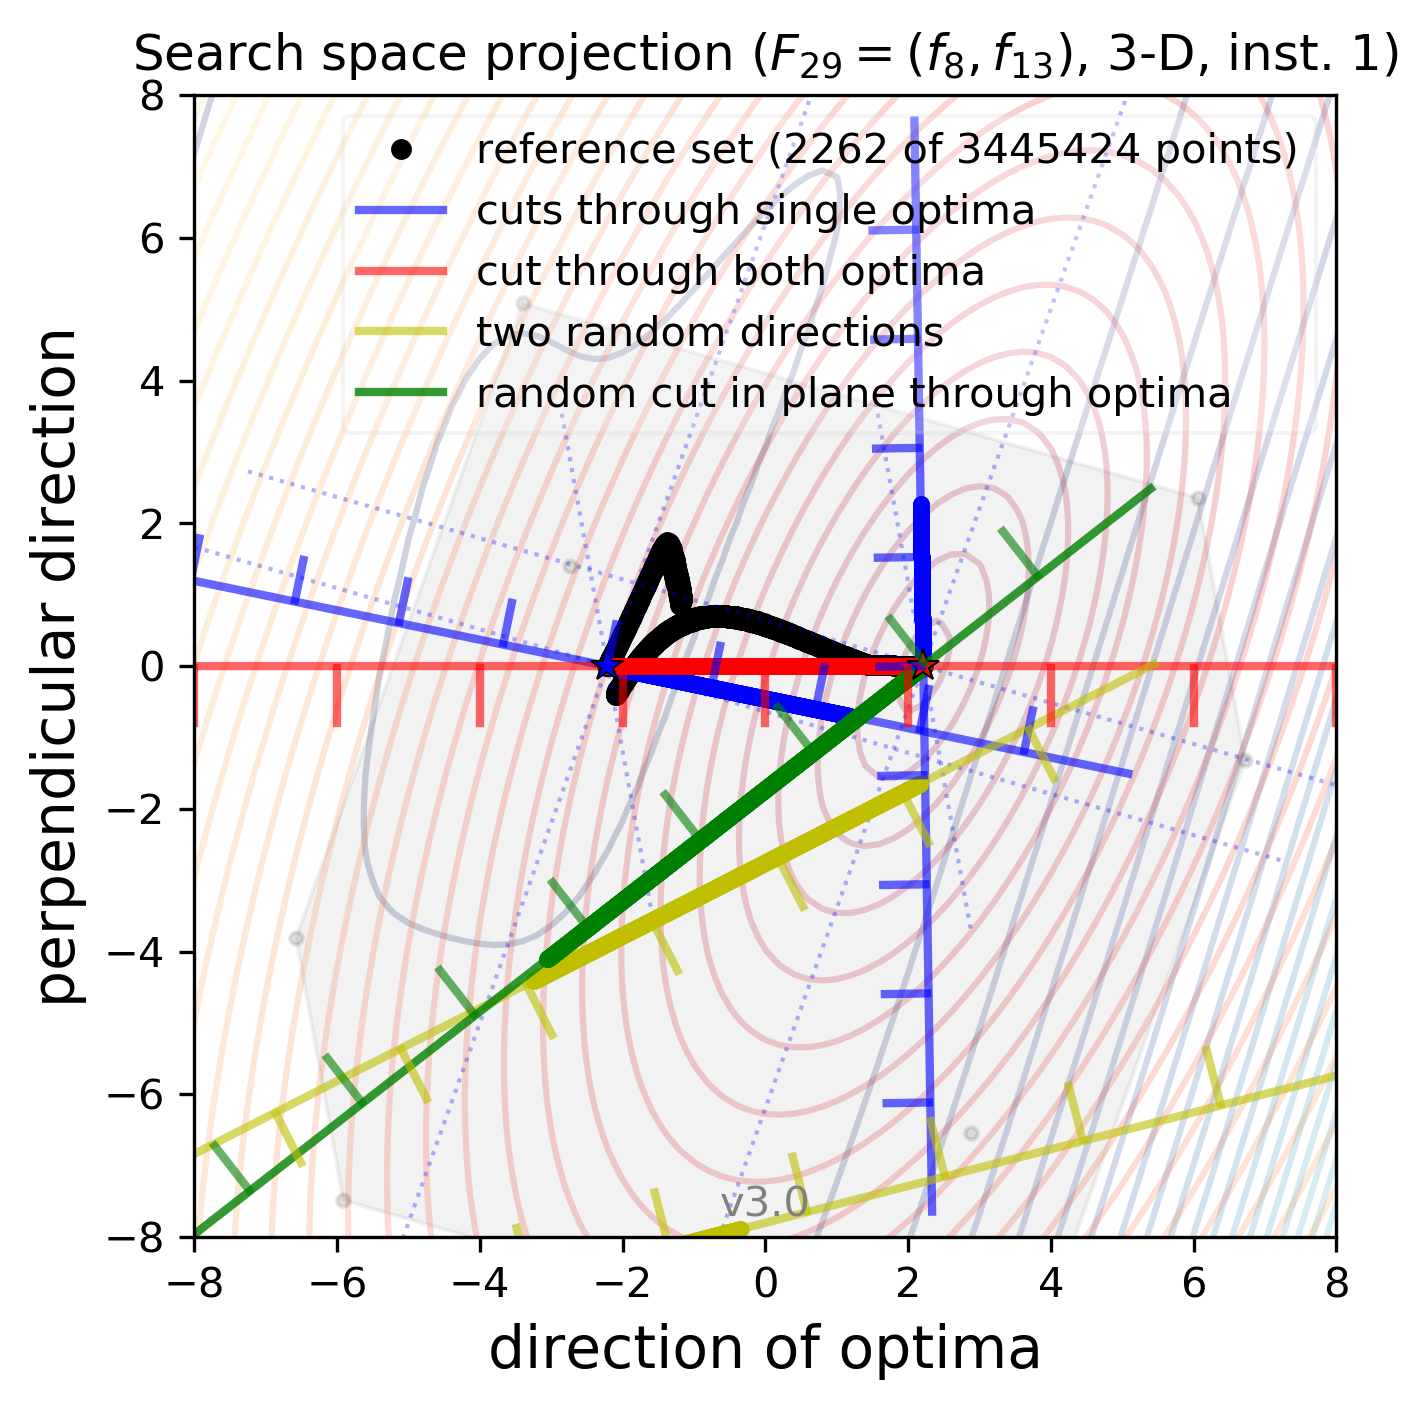 Search space projection (F₂₉ = (f₈, f₁₃), 3-D, inst. 1)
reference set (2262 of 3445424 points)
cuts through single optima
cut through both optima
two random directions
random cut in plane through optima
perpendicular direction
8
6
4
2
0
−2
−4
−6
−8
v3.0
−8 −6 −4 −2 0 2 4 6 8
direction of optima